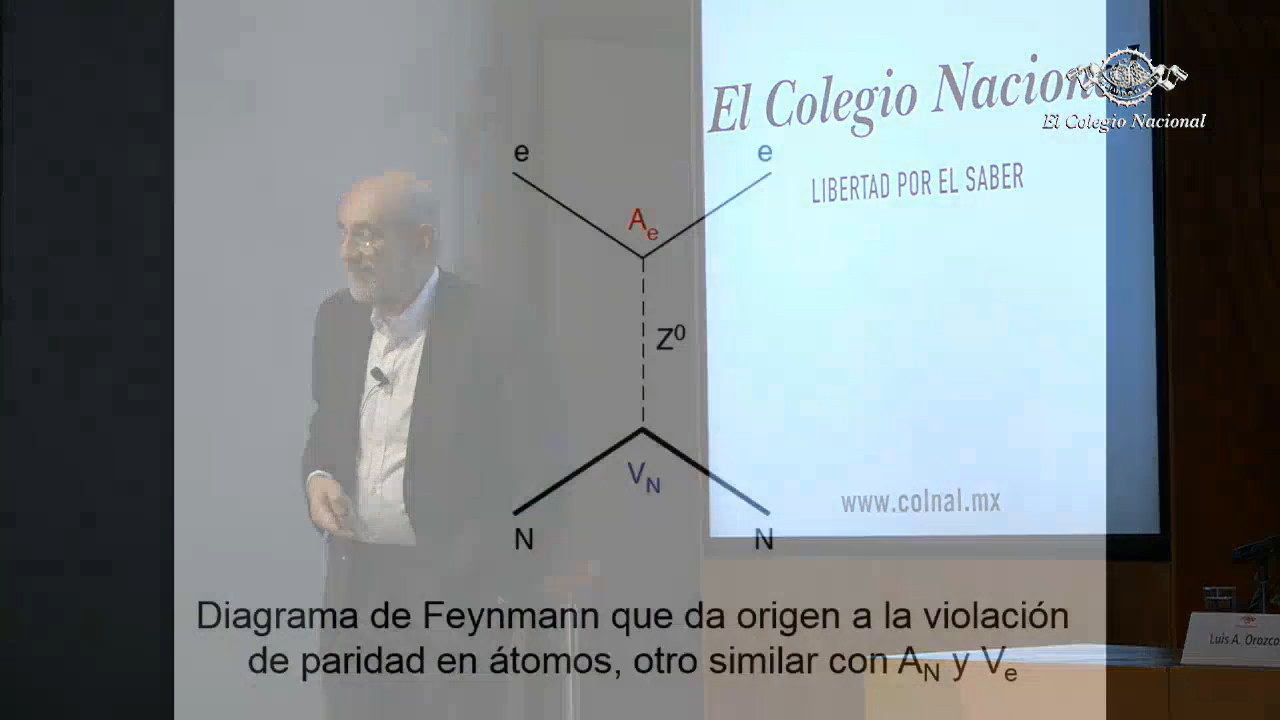 El Colegio Nacional
El Colegio Nacional
LIBERTAD POR EL SABER
e
e
Ae
Z0
VN
N
N
www.colnal.mx
Luis A. Orozco
Diagrama de Feynmann que da origen a la violación
de paridad en átomos, otro similar con AN y Ve